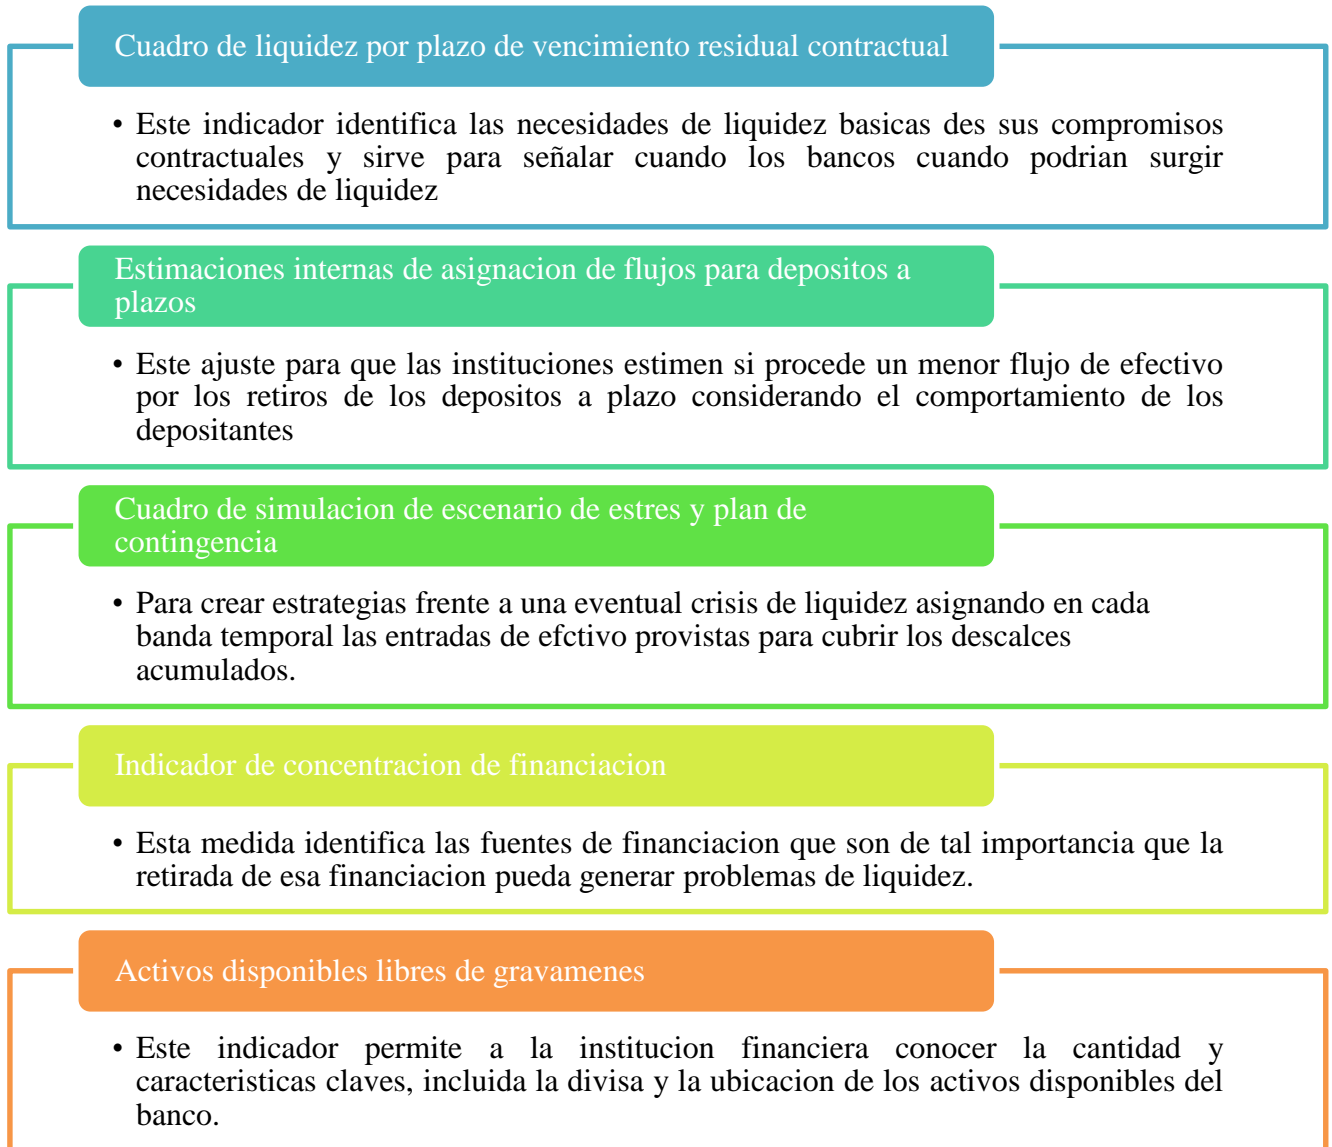 Cuadro de liquidez por plazo de vencimiento residual contractual
• Este indicador identifica las necesidades de liquidez basicas des sus compromisos
contractuales y sirve para señalar cuando los bancos cuando podrian surgir
necesidades de liquidez
Estimaciones internas de asignacion de flujos para depositos a
plazos
• Este ajuste para que las instituciones estimen si procede un menor flujo de efectivo
por los retiros de los depositos a plazo considerando el comportamiento de los
depositantes
Cuadro de simulacion de escenario de estres y plan de
contingencia
• Para crear estrategias frente a una eventual crisis de liquidez asignando en cada
banda temporal las entradas de efctivo provistas para cubrir los descalces
acumulados.
Indicador de concentracion de financiacion
• Esta medida identifica las fuentes de financiacion que son de tal importancia que la
retirada de esa financiacion pueda generar problemas de liquidez.
Activos disponibles libres de gravamenes
• Este indicador permite a la institucion financiera conocer la cantidad y
caracteristicas claves, incluida la divisa y la ubicacion de los activos disponibles del
banco.